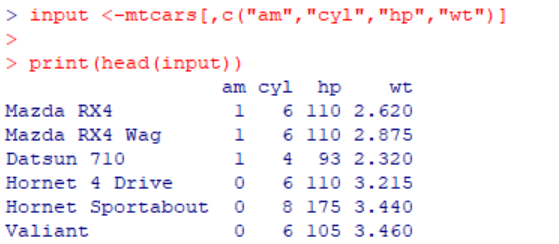 > input <-mtcars[,c("am","cyl","hp","wt")]
>
> print(head(input))
                  am cyl  hp    wt
Mazda RX4          1   6 110 2.620
Mazda RX4 Wag      1   6 110 2.875
Datsun 710         1   4  93 2.320
Hornet 4 Drive     0   6 110 3.215
Hornet Sportabout  0   8 175 3.440
Valiant            0   6 105 3.460